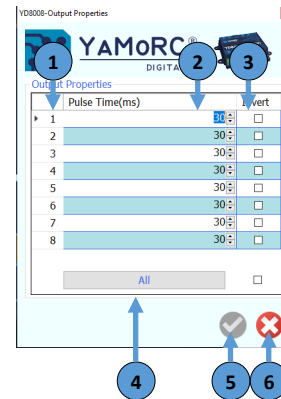 YD8008-Output Properties
YAMORC®
DIGITA
1 2 3
Output Properties
Pulse Time(ms) Invert
1 30
2 30
3 30
4 30
5 30
6 30
7 30
8 30
All
4 5 6